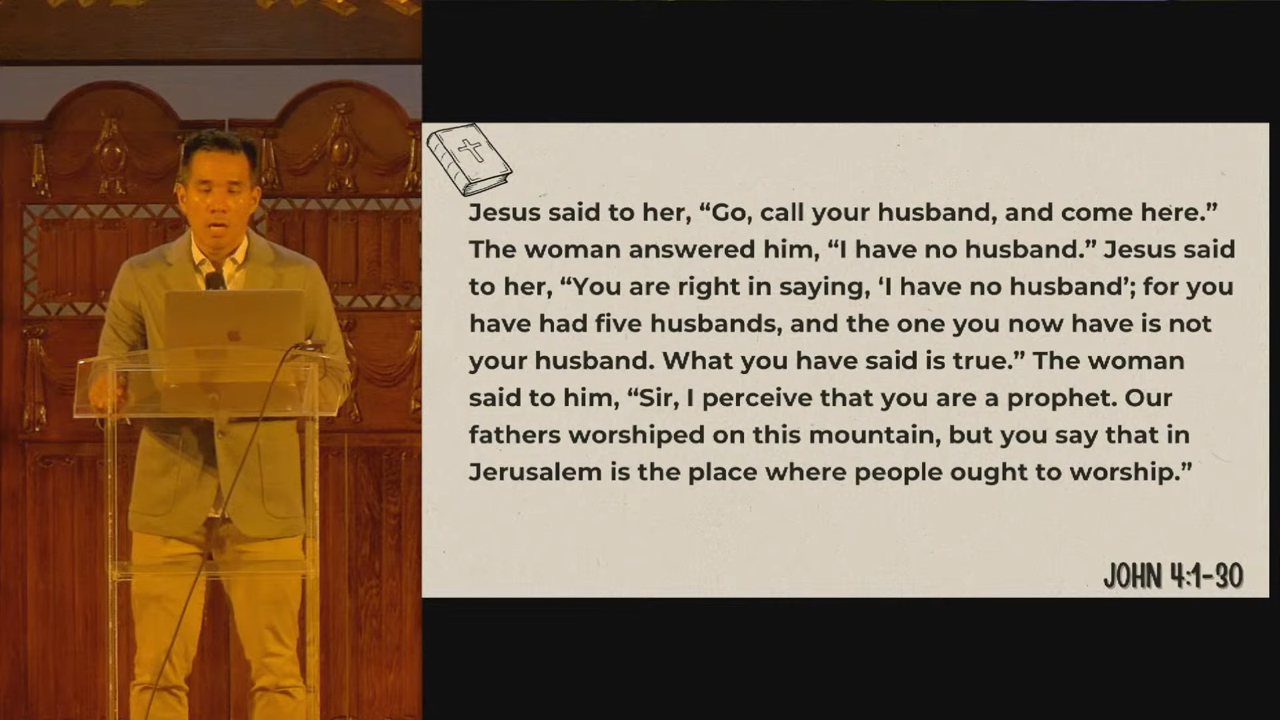 Jesus said to her, “Go, call your husband, and come here.”
The woman answered him, “I have no husband.” Jesus said
to her, “You are right in saying, ‘I have no husband’; for you
have had five husbands, and the one you now have is not
your husband. What you have said is true.” The woman
said to him, “Sir, I perceive that you are a prophet. Our
fathers worshiped on this mountain, but you say that in
Jerusalem is the place where people ought to worship.”
JOHN 4:1-30